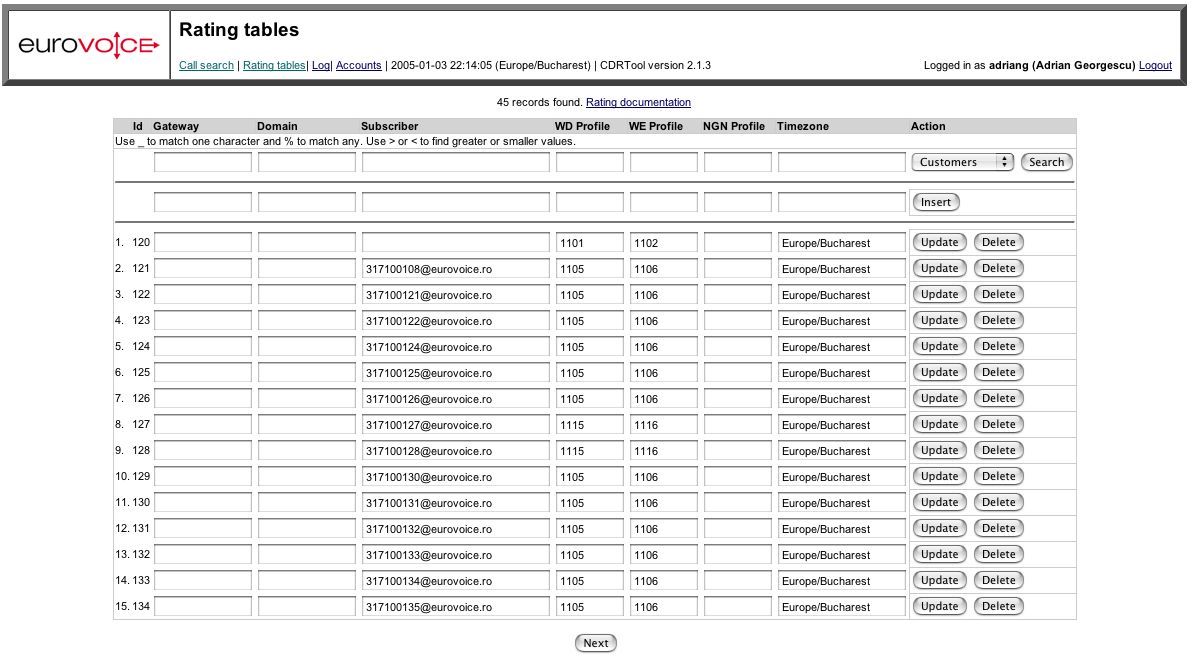 eurovoice
Rating tables
Call search | Rating tables| Log| Accounts | 2005-01-03 22:14:05 (Europe/Bucharest) | CDRTool version 2.1.3 Logged in as adriang (Adrian Georgescu) Logout
45 records found. Rating documentation
Id Gateway Domain Subscriber WD Profile WE Profile NGN Profile Timezone Action
Use _ to match one character and % to match any. Use > or < to find greater or smaller values.
Customers Search
Insert
1. 120 1101 1102 Europe/Bucharest Update Delete
2. 121 317100108@eurovoice.ro 1105 1106 Europe/Bucharest Update Delete
3. 122 317100121@eurovoice.ro 1105 1106 Europe/Bucharest Update Delete
4. 123 317100122@eurovoice.ro 1105 1106 Europe/Bucharest Update Delete
5. 124 317100124@eurovoice.ro 1105 1106 Europe/Bucharest Update Delete
6. 125 317100125@eurovoice.ro 1105 1106 Europe/Bucharest Update Delete
7. 126 317100126@eurovoice.ro 1105 1106 Europe/Bucharest Update Delete
8. 127 317100127@eurovoice.ro 1115 1116 Europe/Bucharest Update Delete
9. 128 317100128@eurovoice.ro 1115 1116 Europe/Bucharest Update Delete
10. 129 317100130@eurovoice.ro 1105 1106 Europe/Bucharest Update Delete
11. 130 317100131@eurovoice.ro 1105 1106 Europe/Bucharest Update Delete
12. 131 317100132@eurovoice.ro 1105 1106 Europe/Bucharest Update Delete
13. 132 317100133@eurovoice.ro 1105 1106 Europe/Bucharest Update Delete
14. 133 317100134@eurovoice.ro 1105 1106 Europe/Bucharest Update Delete
15. 134 317100135@eurovoice.ro 1105 1106 Europe/Bucharest Update Delete
Next